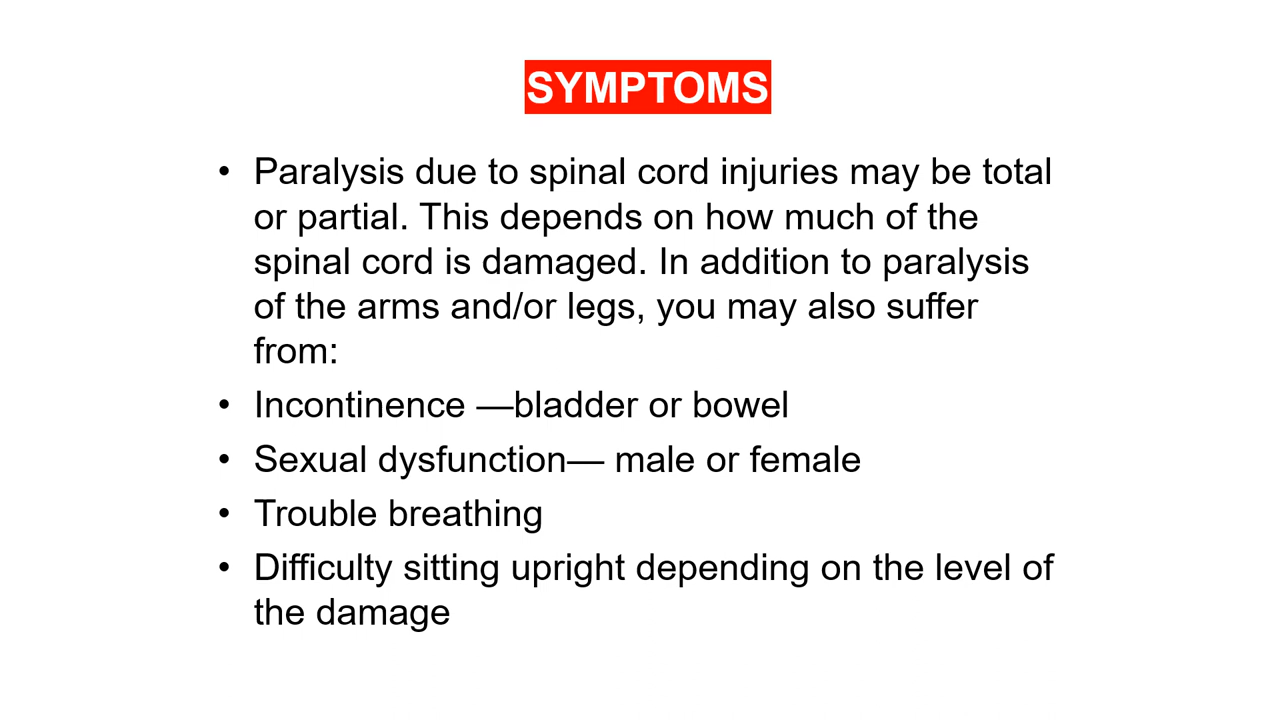 SYMPTOMS
• Paralysis due to spinal cord injuries may be total
or partial. This depends on how much of the
spinal cord is damaged. In addition to paralysis
of the arms and/or legs, you may also suffer
from:
• Incontinence —bladder or bowel
• Sexual dysfunction— male or female
• Trouble breathing
• Difficulty sitting upright depending on the level of
the damage